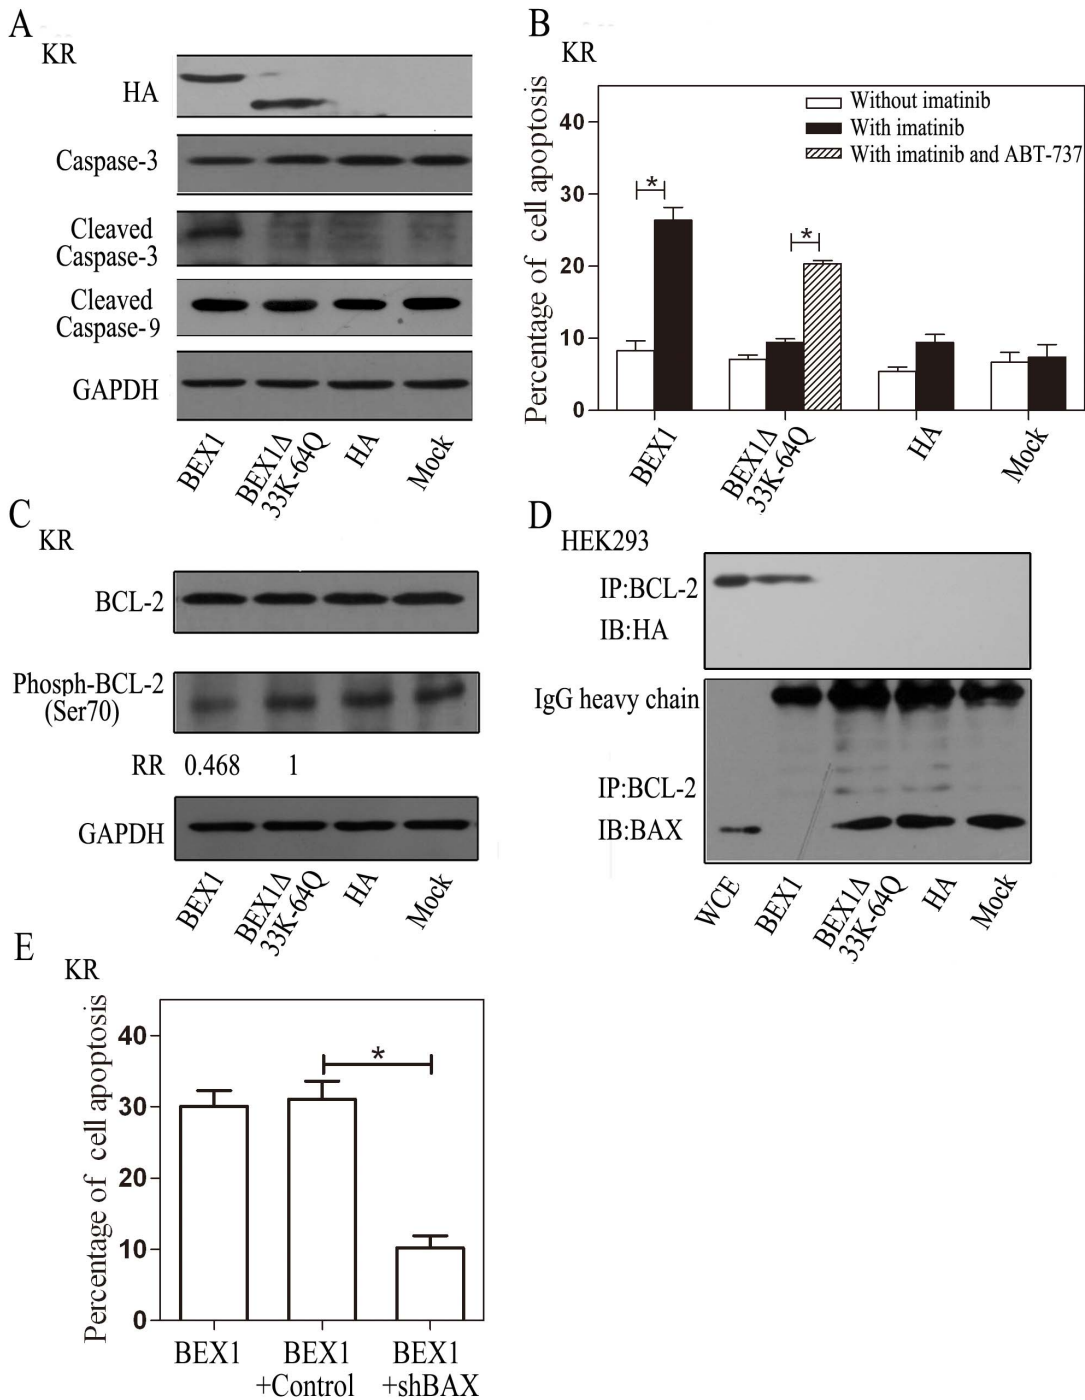 A
KR
HA
Caspase-3
Cleaved
Caspase-3
Cleaved
Caspase-9
GAPDH
BEX1
BEX1Δ
33K-64Q
HA
Mock
B
KR
Percentage of cell apoptosis
40
30
20
10
0
Without imatinib
With imatinib
With imatinib and ABT-737
*
*
BEX1
BEX1Δ
33K-64Q
HA
Mock
C
KR
BCL-2
Phosph-BCL-2
(Ser70)
RR 0.468 1
GAPDH
BEX1
BEX1Δ
33K-64Q
HA
Mock
D
HEK293
IP:BCL-2
IB:HA
IgG heavy chain
IP:BCL-2
IB:BAX
WCE
BEX1
BEX1Δ
33K-64Q
HA
Mock
E
KR
Percentage of cell apoptosis
40
30
20
10
0
*
BEX1
BEX1
+Control
BEX1
+shBAX